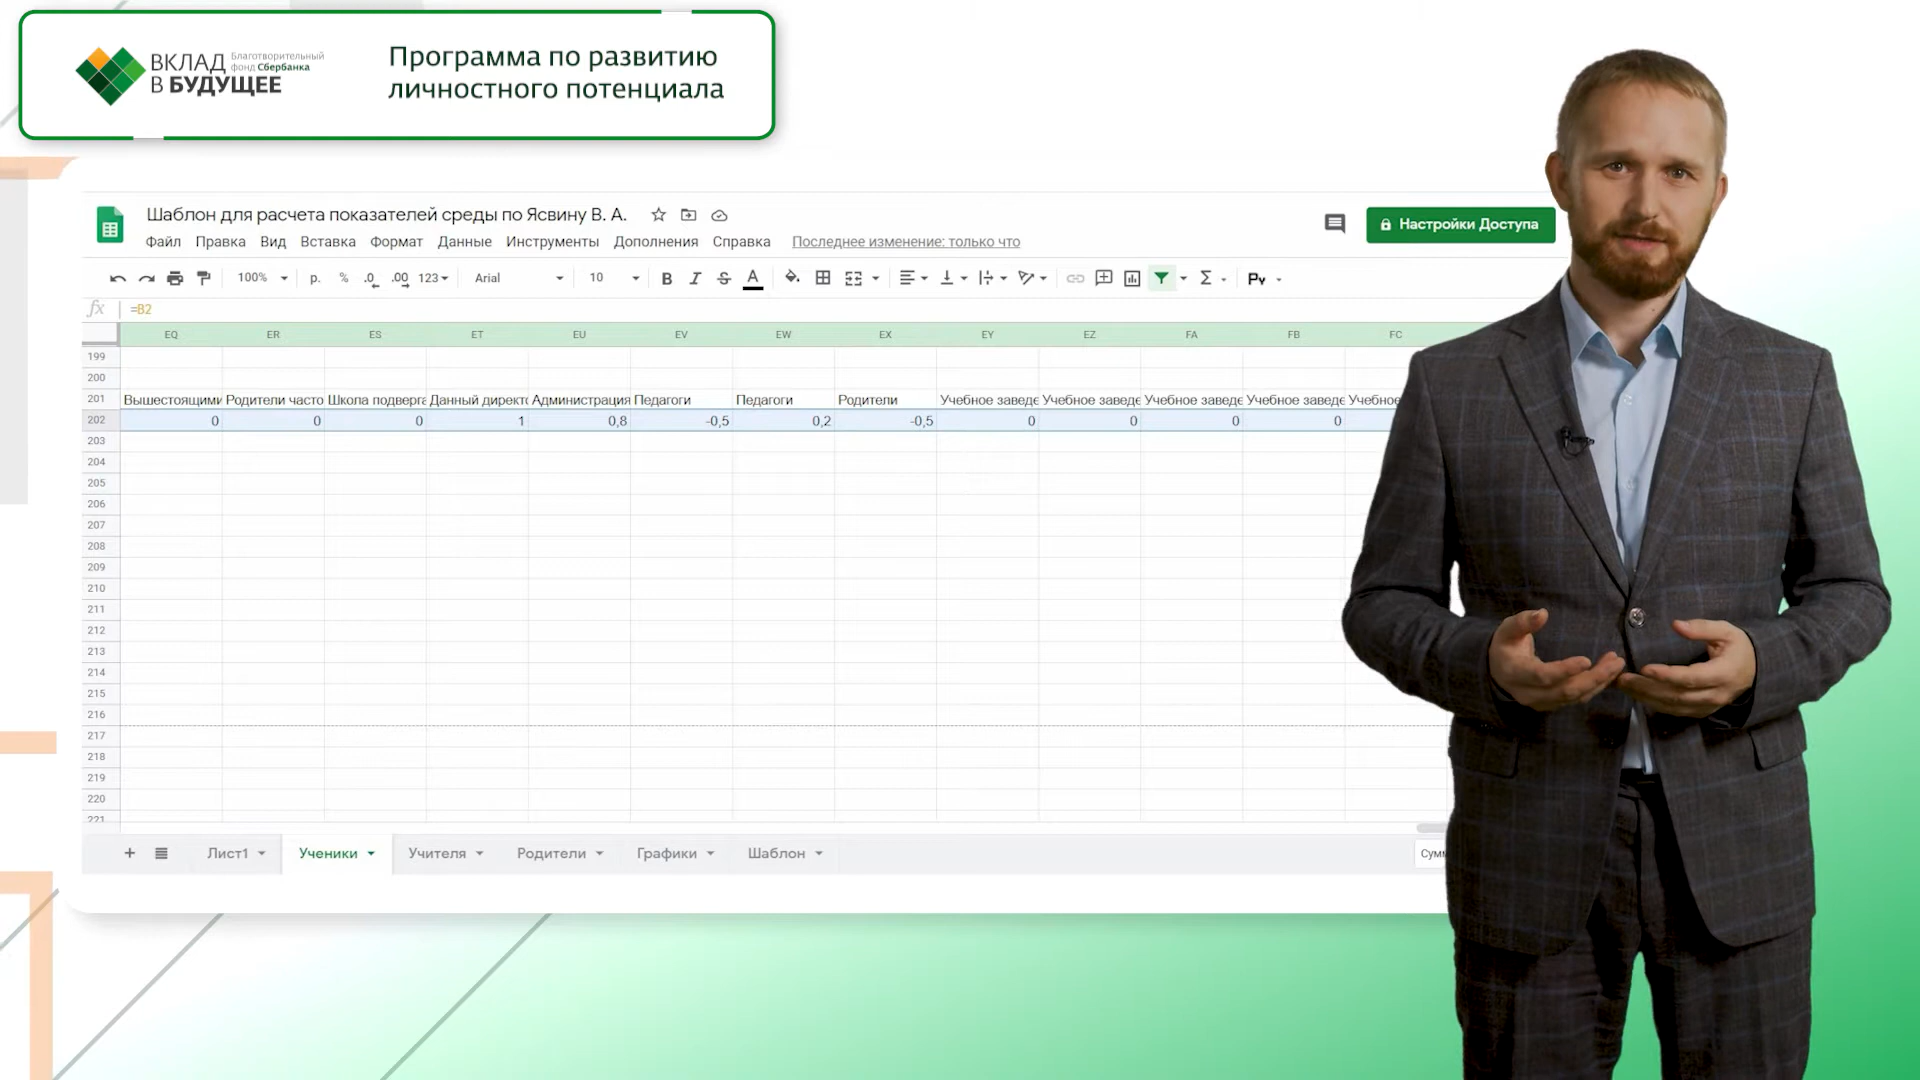 ВКЛАД
В БУДУЩЕЕ
Благотворительный
фонд Сбербанка
Программа по развитию
личностного потенциала
Шаблон для расчета показателей среды по Ясвину В. А.
Файл Правка Вид Вставка Формат Данные Инструменты Дополнения Справка Последнее изменение: только что
Настройки Доступа
100% р. % .0 .00 123 Arial 10 B I S A Σ Ру
fx =B2
EQ ER ES ET EU EV EW EX EY EZ FA FB FC
199
200
201 Вышестоящими Родители часто Школа подверга Данный директо Администрация Педагоги Педагоги Родители Учебное заведе Учебное заведе Учебное заведе Учебное заведе Учебное
202 0 0 0 1 0,8 -0,5 0,2 -0,5 0 0 0 0
203
204
205
206
207
208
209
210
211
212
213
214
215
216
217
218
219
220
221
+ Лист1 Ученики Учителя Родители Графики Шаблон
Сумм